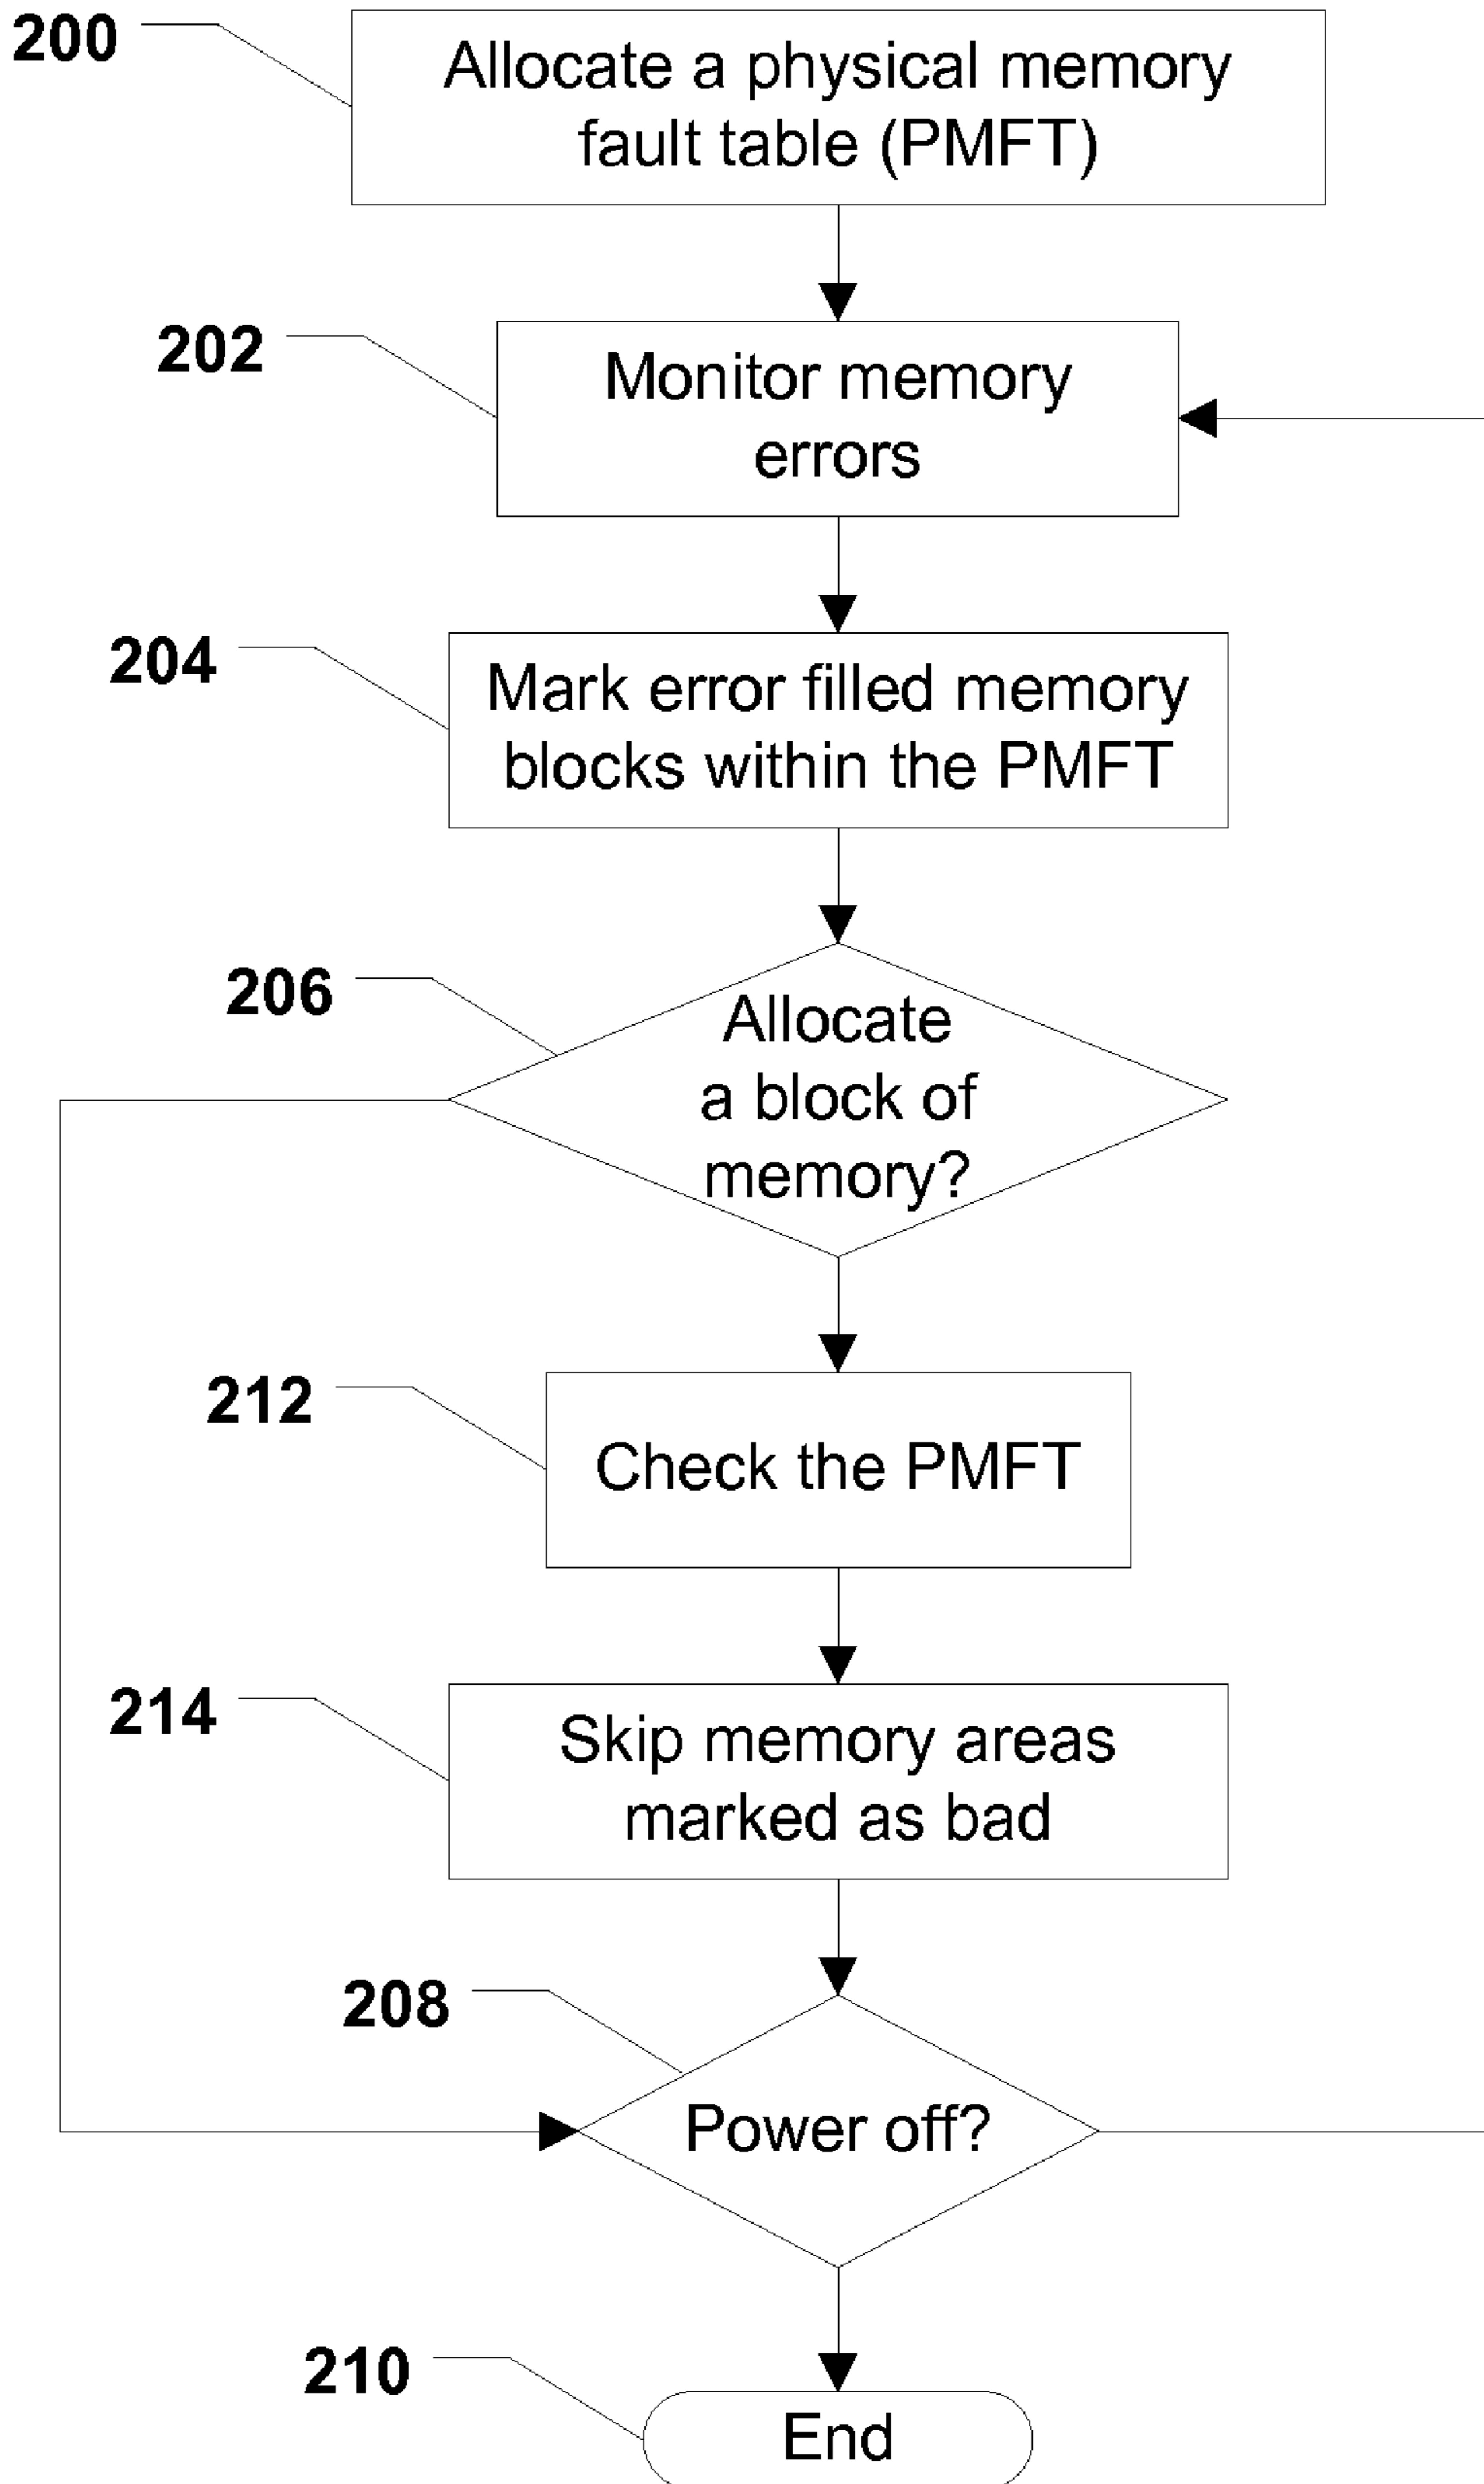 200
Allocate a physical memory
fault table (PMFT)
202
Monitor memory
errors
204
Mark error filled memory
blocks within the PMFT
206
Allocate
a block of
memory?
212
Check the PMFT
214
Skip memory areas
marked as bad
208
Power off?
210
End